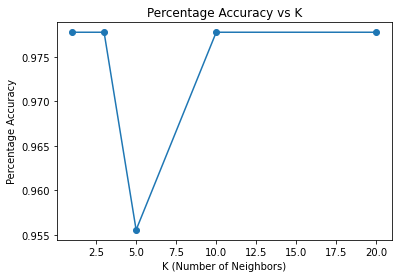 Percentage Accuracy vs K
0.975
0.970
0.965
0.960
0.955
Percentage Accuracy
2.5 5.0 7.5 10.0 12.5 15.0 17.5 20.0
K (Number of Neighbors)